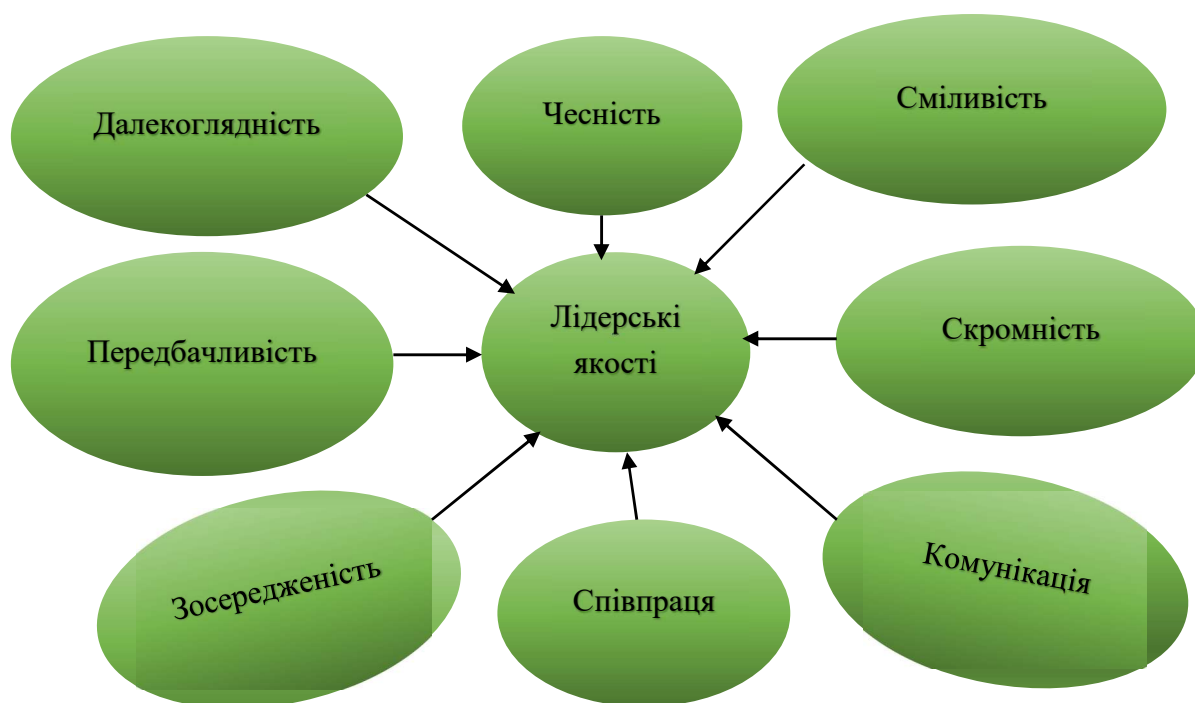 Далекоглядність
Чесність
Сміливість
Передбачливість
Лідерські
якості
Скромність
Зосередженість
Співпраця
Комунікація